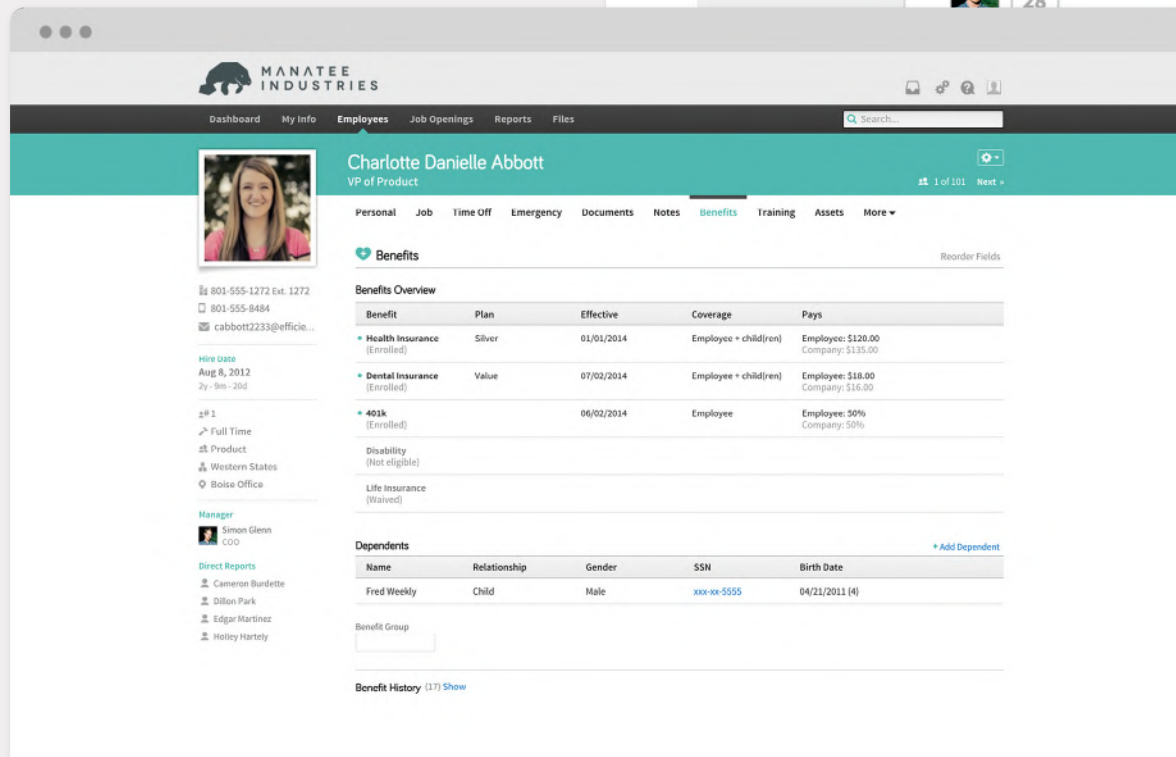 28
MANATEE
INDUSTRIES
Dashboard My Info Employees Job Openings Reports Files Search...
Charlotte Danielle Abbott
VP of Product
1 of 101 Next »
Personal Job Time Off Emergency Documents Notes Benefits Training Assets More
Benefits Reorder Fields
801-555-1272 Ext. 1272
801-555-8484
cabbott2233@efficie...
Hire Date
Aug 8, 2012
2y - 9m - 20d
# 1
Full Time
Product
Western States
Boise Office
Manager
Simon Glenn
COO
Direct Reports
Cameron Burdette
Dillon Park
Edgar Martinez
Holley Hartely
Benefits Overview
Benefit Plan Effective Coverage Pays
Health Insurance Silver 01/01/2014 Employee + child(ren) Employee: $120.00
(Enrolled) Company: $135.00
Dental Insurance Value 07/02/2014 Employee + child(ren) Employee: $18.00
(Enrolled) Company: $16.00
401k 06/02/2014 Employee Employee: 50%
(Enrolled) Company: 50%
Disability
(Not eligible)
Life Insurance
(Waived)
Dependents + Add Dependent
Name Relationship Gender SSN Birth Date
Fred Weekly Child Male xxx-xx-5555 04/21/2011 (4)
Benefit Group
Benefit History (17) Show